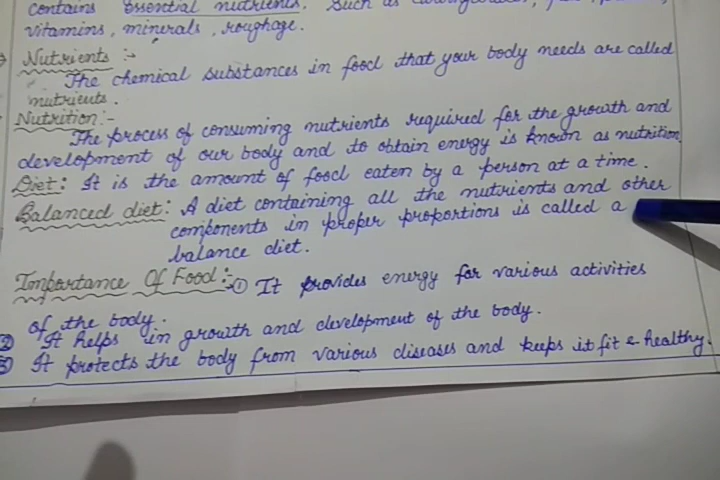 contains essential nutrients. Such as
vitamins, minerals, roughage.
Nutrients :-
The chemical substances in food that your body needs are called
nutrients.
Nutrition:-
The process of consuming nutrients required for the growth and
development of our body and to obtain energy is known as nutrition.
Diet: It is the amount of food eaten by a person at a time.
Balanced diet: A diet containing all the nutrients and other
components in proper proportions is called a
balance diet.
Importance Of Food:- ① It provides energy for various activities
of the body.
② It helps in growth and development of the body.
③ It protects the body from various diseases and keeps it fit & healthy.